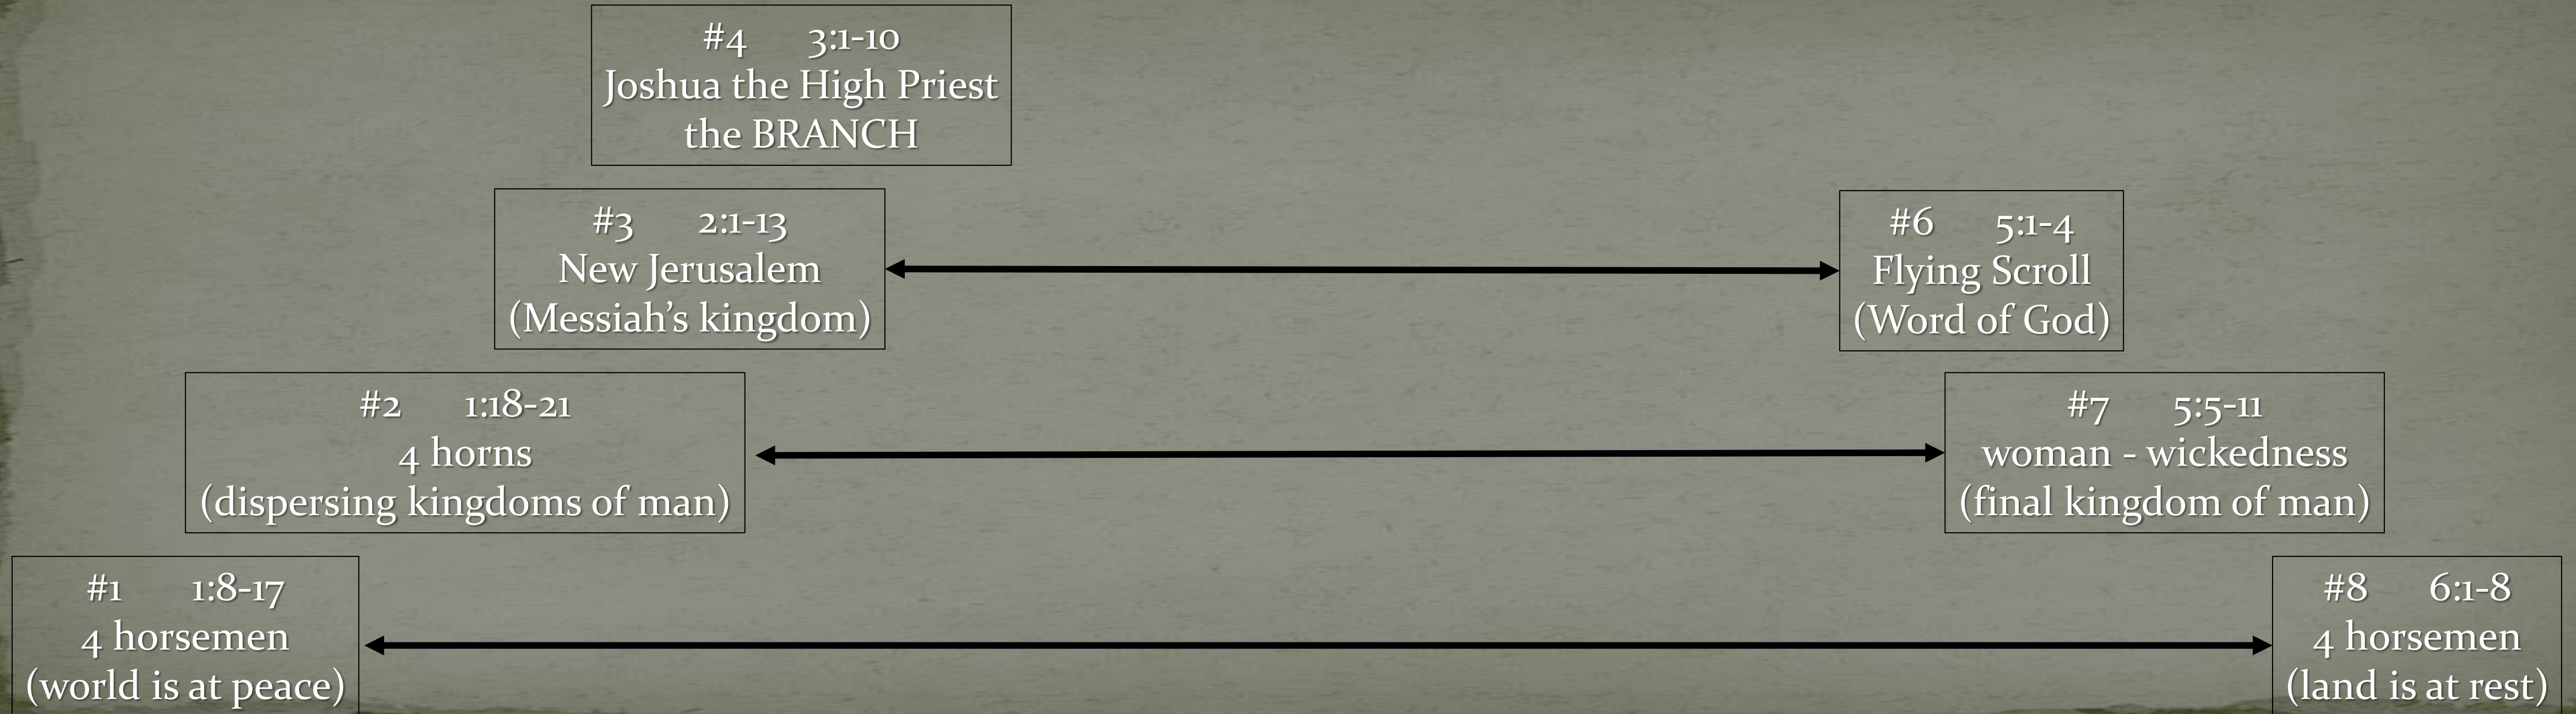 #4 3:1-10
Joshua the High Priest
the BRANCH
#3 2:1-13
New Jerusalem
(Messiah’s kingdom)
#6 5:1-4
Flying Scroll
(Word of God)
#2 1:18-21
4 horns
(dispersing kingdoms of man)
#7 5:5-11
woman - wickedness
(final kingdom of man)
#1 1:8-17
4 horsemen
(world is at peace)
#8 6:1-8
4 horsemen
(land is at rest)